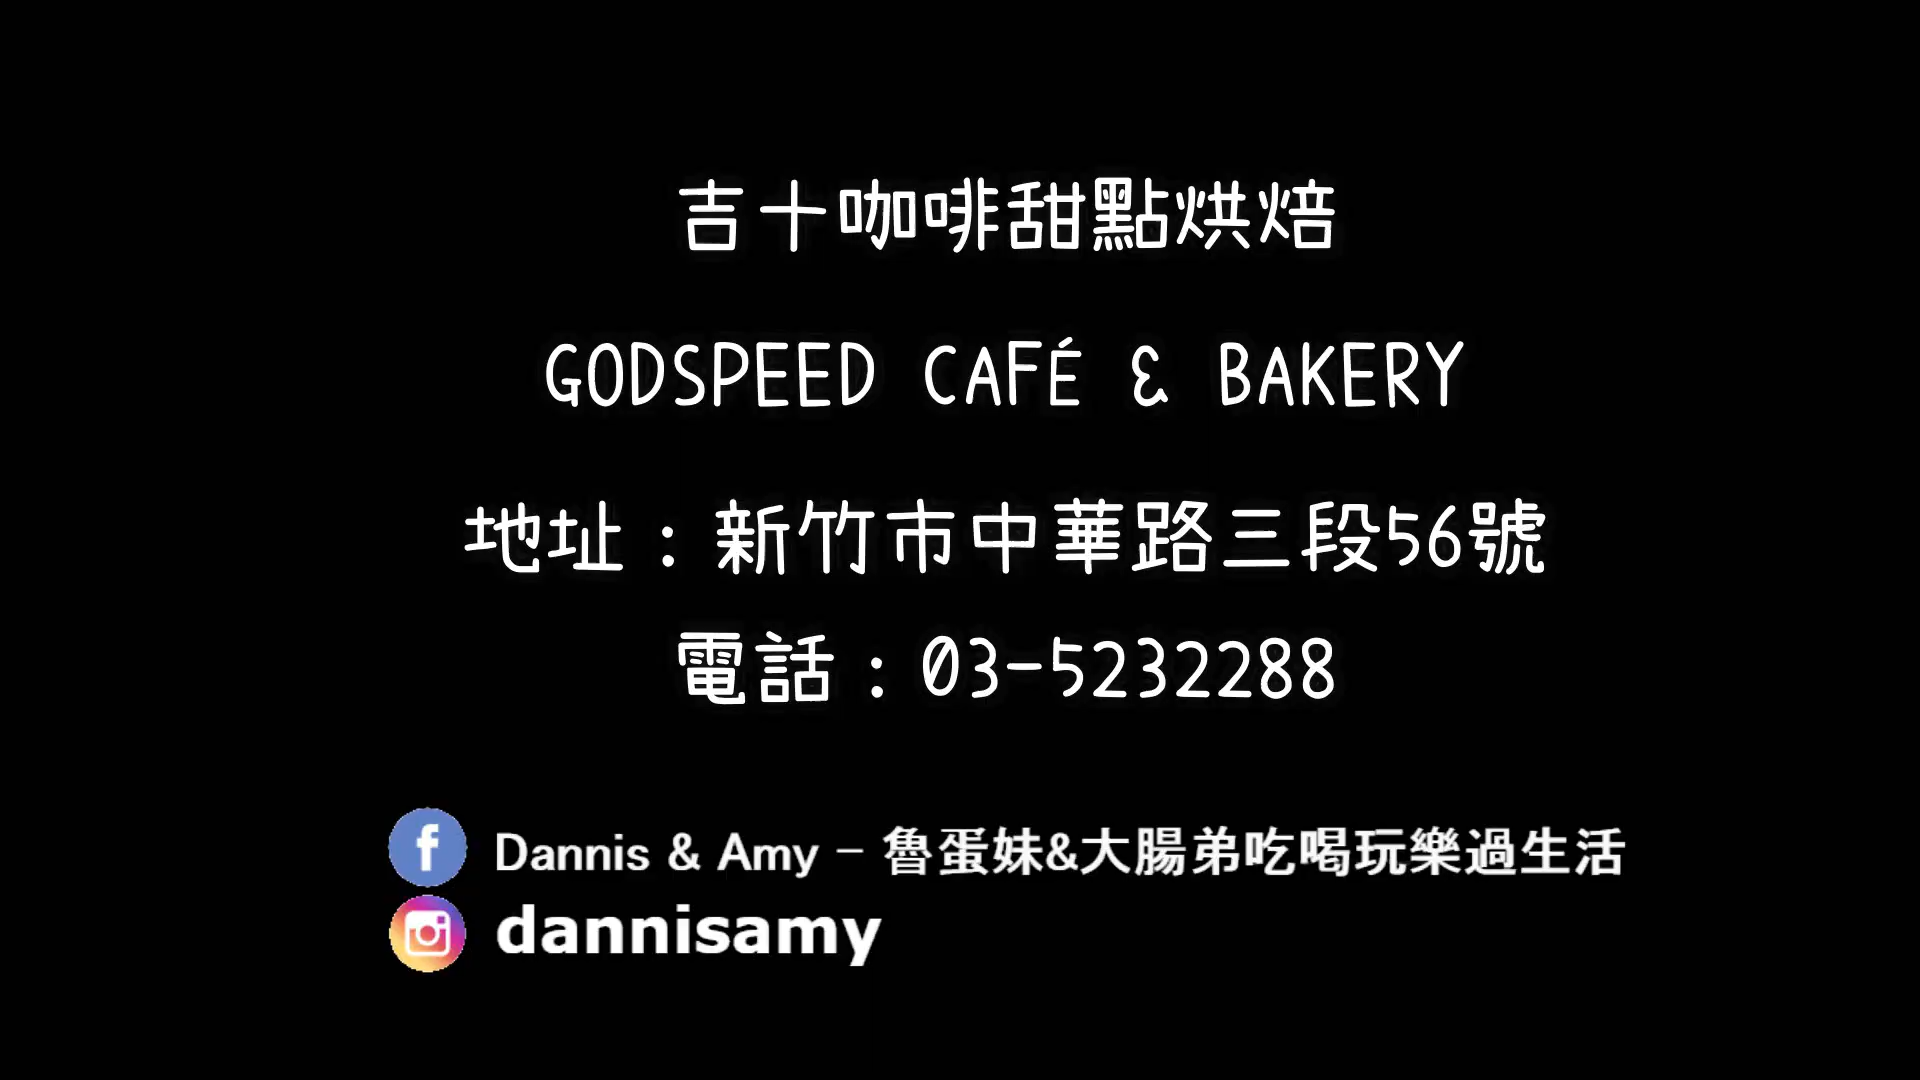 吉十咖啡甜點烘焙
GODSPEED CAFÉ & BAKERY
地址：新竹市中華路三段56號
電話：03-5232288
Dannis & Amy - 魯蛋妹&大腸弟吃喝玩樂過生活
dannisamy